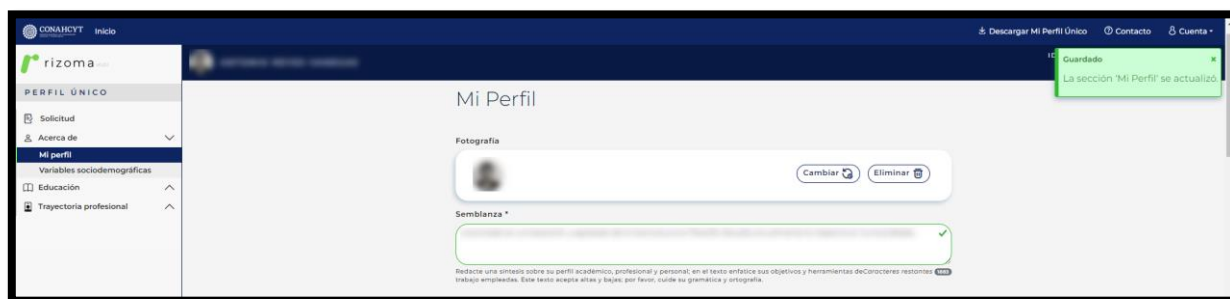 CONAHCYT Inicio
Descargar Mi Perfil Único Contacto Cuenta
rizoma
Guardado ×
La sección 'Mi Perfil' se actualizó.
PERFIL ÚNICO
Mi Perfil
Solicitud
Acerca de
Mi perfil
Variables sociodemográficas
Educación
Trayectoria profesional
Fotografía
Cambiar Eliminar
Semblanza *
Redacte una síntesis sobre su perfil académico, profesional y personal; en el texto enfatice sus objetivos y herramientas de
Caracteres restantes
trabajo empleadas. Este texto acepta altas y bajas; por favor, cuide su gramática y ortografía.